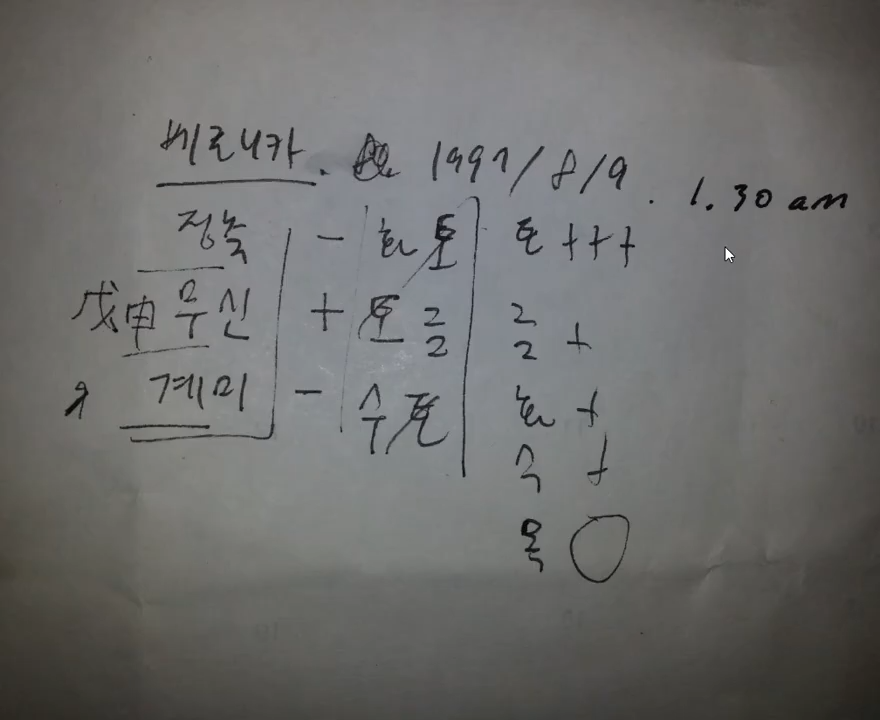 베로니카. 1997/8/9. 1.30 am
정축 - 화토 토 +++
戊申 무신 + 토금 금 +
계미 - 수토 화 +
수 +
목 ○